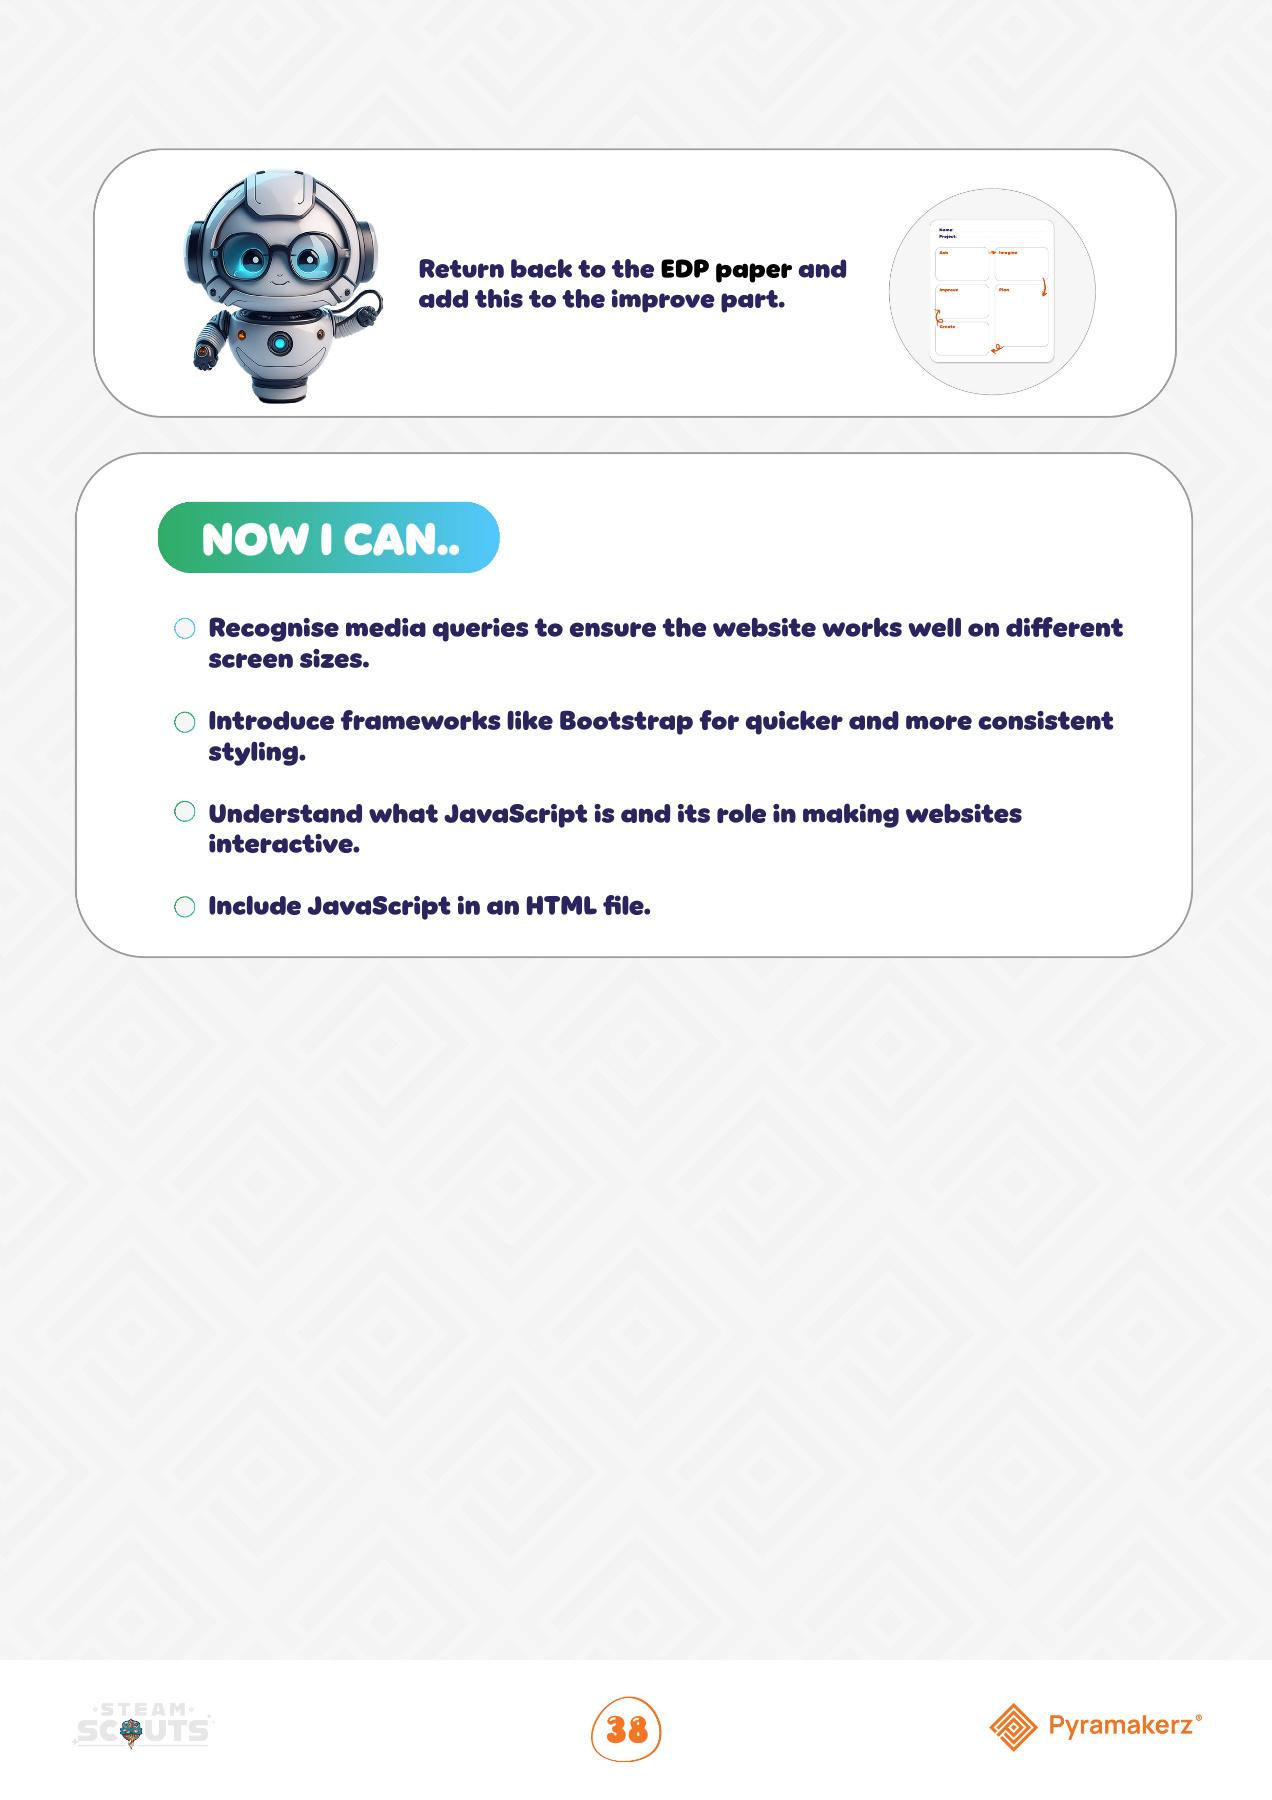 Return back to the EDP paper and
add this to the improve part.
Name:
Project:
Ask
Imagine
Improve
Plan
Create
NOW I CAN..
Recognise media queries to ensure the website works well on different
screen sizes.
Introduce frameworks like Bootstrap for quicker and more consistent
styling.
Understand what JavaScript is and its role in making websites
interactive.
Include JavaScript in an HTML file.
STEAM
SCOUTS
38
Pyramakerz®